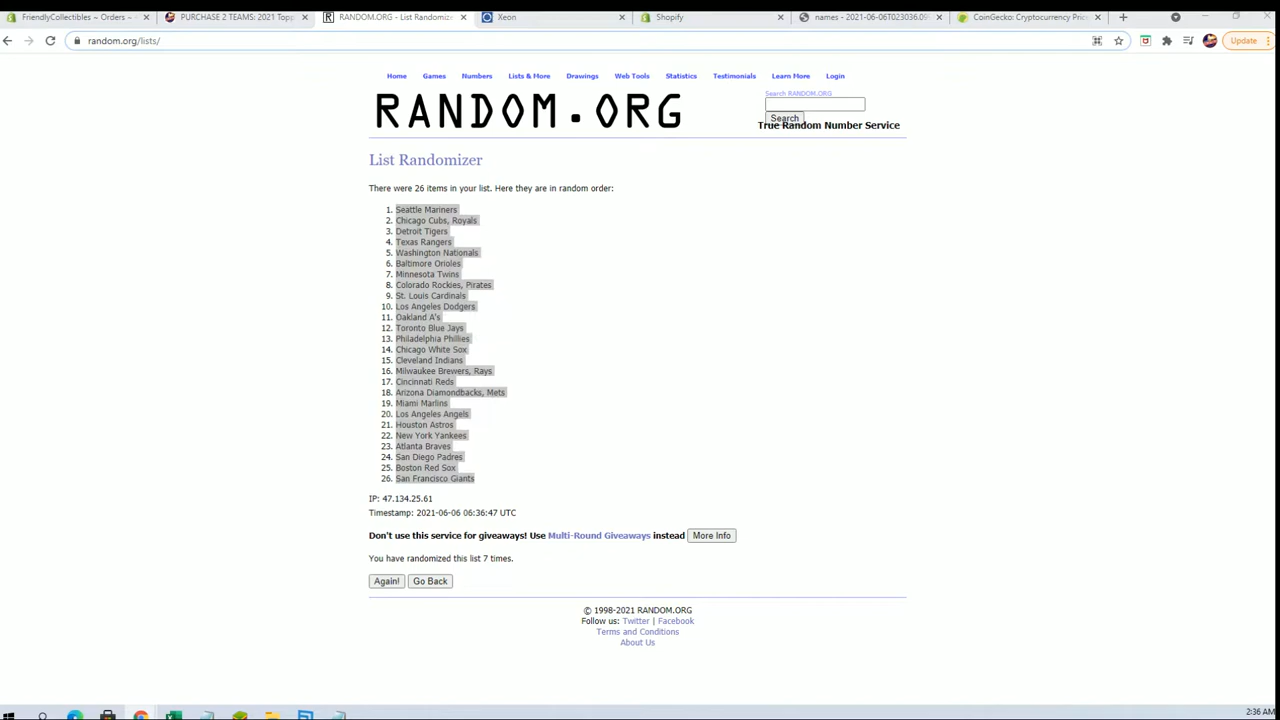 FriendlyCollectibles ~ Orders ~
PURCHASE 2 TEAMS: 2021 Topp
RANDOM.ORG - List Randomizer
Xeon
Shopify
names - 2021-06-06T023036.09
CoinGecko: Cryptocurrency Price
random.org/lists/
Update
Home Games Numbers Lists & More Drawings Web Tools Statistics Testimonials Learn More Login
Search RANDOM.ORG
RANDOM.ORG
Search
True Random Number Service
List Randomizer
There were 26 items in your list. Here they are in random order:
1. Seattle Mariners
2. Chicago Cubs, Royals
3. Detroit Tigers
4. Texas Rangers
5. Washington Nationals
6. Baltimore Orioles
7. Minnesota Twins
8. Colorado Rockies, Pirates
9. St. Louis Cardinals
10. Los Angeles Dodgers
11. Oakland A's
12. Toronto Blue Jays
13. Philadelphia Phillies
14. Chicago White Sox
15. Cleveland Indians
16. Milwaukee Brewers, Rays
17. Cincinnati Reds
18. Arizona Diamondbacks, Mets
19. Miami Marlins
20. Los Angeles Angels
21. Houston Astros
22. New York Yankees
23. Atlanta Braves
24. San Diego Padres
25. Boston Red Sox
26. San Francisco Giants
IP: 47.134.25.61
Timestamp: 2021-06-06 06:36:47 UTC
Don't use this service for giveaways! Use Multi-Round Giveaways instead More Info
You have randomized this list 7 times.
Again! Go Back
© 1998-2021 RANDOM.ORG
Follow us: Twitter | Facebook
Terms and Conditions
About Us
2:36 AM